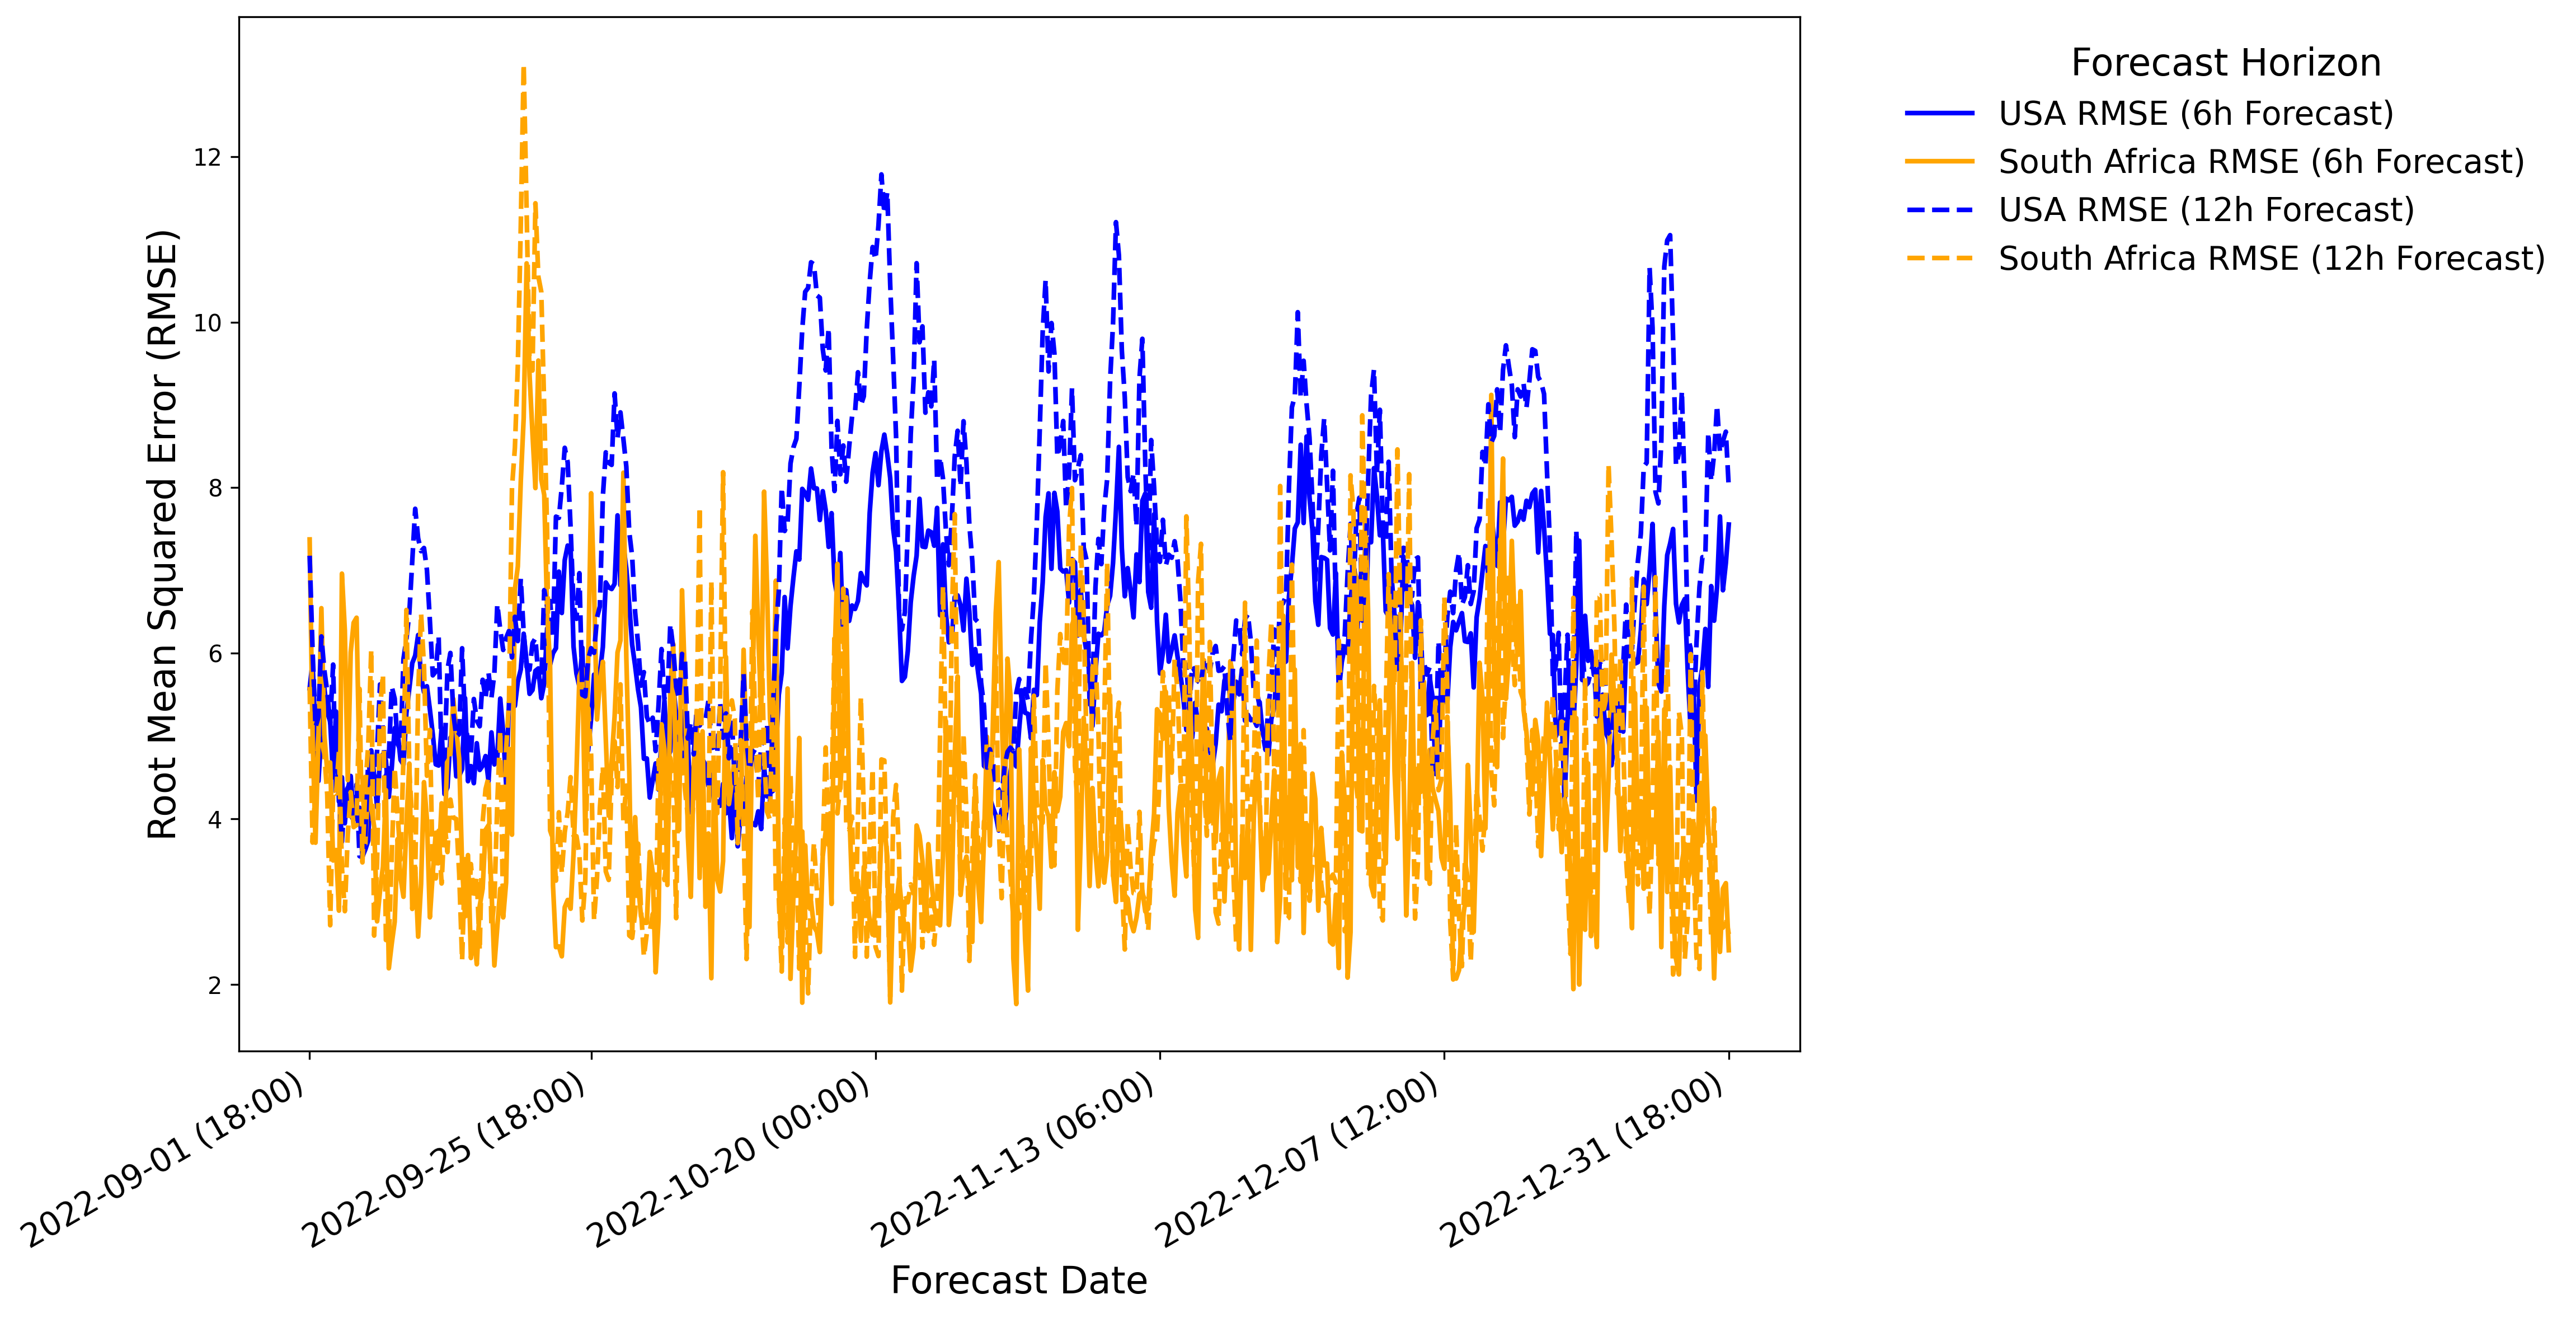 Forecast Horizon
USA RMSE (6h Forecast)
South Africa RMSE (6h Forecast)
USA RMSE (12h Forecast)
South Africa RMSE (12h Forecast)
Root Mean Squared Error (RMSE)
12
10
8
6
4
2
2022-09-01 (18:00)
2022-09-25 (18:00)
2022-10-20 (00:00)
2022-11-13 (06:00)
2022-12-07 (12:00)
2022-12-31 (18:00)
Forecast Date